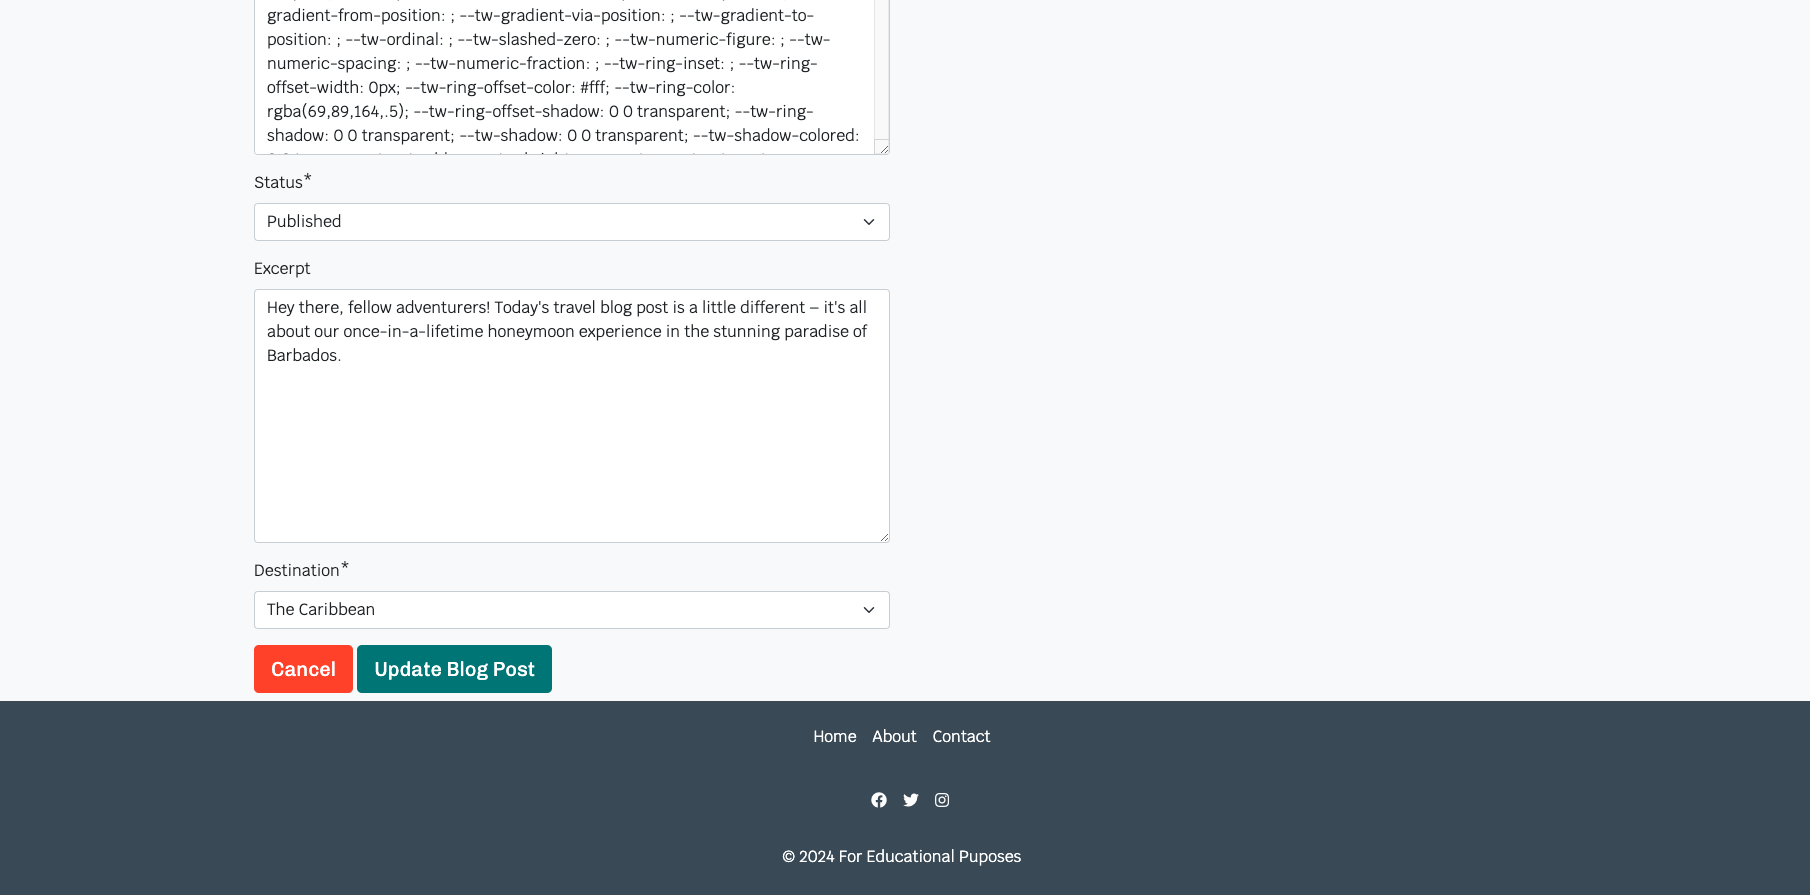 gradient-from-position: ; --tw-gradient-via-position: ; --tw-gradient-to-
position: ; --tw-ordinal: ; --tw-slashed-zero: ; --tw-numeric-figure: ; --tw-
numeric-spacing: ; --tw-numeric-fraction: ; --tw-ring-inset: ; --tw-ring-
offset-width: 0px; --tw-ring-offset-color: #fff; --tw-ring-color:
rgba(69,89,164,.5); --tw-ring-offset-shadow: 0 0 transparent; --tw-ring-
shadow: 0 0 transparent; --tw-shadow: 0 0 transparent; --tw-shadow-colored:
Status*
Published
Excerpt
Hey there, fellow adventurers! Today's travel blog post is a little different – it's all
about our once-in-a-lifetime honeymoon experience in the stunning paradise of
Barbados.
Destination*
The Caribbean
Cancel Update Blog Post
Home About Contact
© 2024 For Educational Puposes